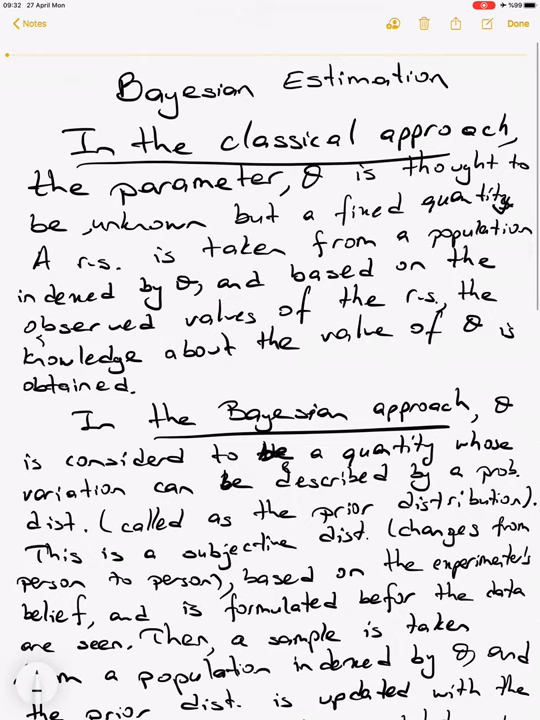 09:32 27 April Mon
%99
Notes
Done
Bayesian Estimation
In the classical approach,
the parameter, θ is thought to
be, unknown but a fixed quantity.
A r.s. is taken from a population
indexed by θ, and based on the
observed values of the r.s., the
knowledge about the value of θ is
obtained.
In the Bayesian approach, θ
is considerd to be a quantity whose
variation can be described by a prob.
dist. (called as the prior distribution).
This is a subjective dist. (changes from
person to person), based on the experimenter's
belief, and is formulated befor the data
are seen. Then, a sample is taken
from a population indexed by θ, and
the prior dist. is updated with the